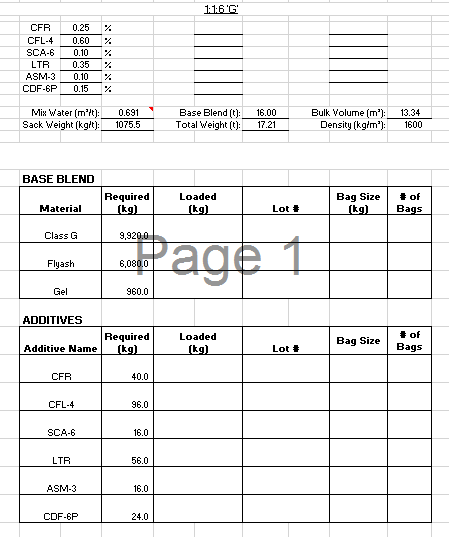 1:1:6 'G'
CFR 0.25 %
CFL-4 0.60 %
SCA-6 0.10 %
LTR 0.35 %
ASM-3 0.10 %
CDF-6P 0.15 %
Mix Water (m³/t): 0.691 Base Blend (t): 16.00 Bulk Volume (m³): 13.34
Sack Weight (kg/t): 1075.5 Total Weight (t): 17.21 Density (kg/m³): 1600
BASE BLEND
Material Required (kg) Loaded (kg) Lot # Bag Size (kg) # of Bags
Class G 9,920.0
Flyash 6,080.0
Page 1
Gel 960.0
ADDITIVES
Additive Name Required (kg) Loaded (kg) Lot # Bag Size # of Bags
CFR 40.0
CFL-4 96.0
SCA-6 16.0
LTR 56.0
ASM-3 16.0
CDF-6P 24.0